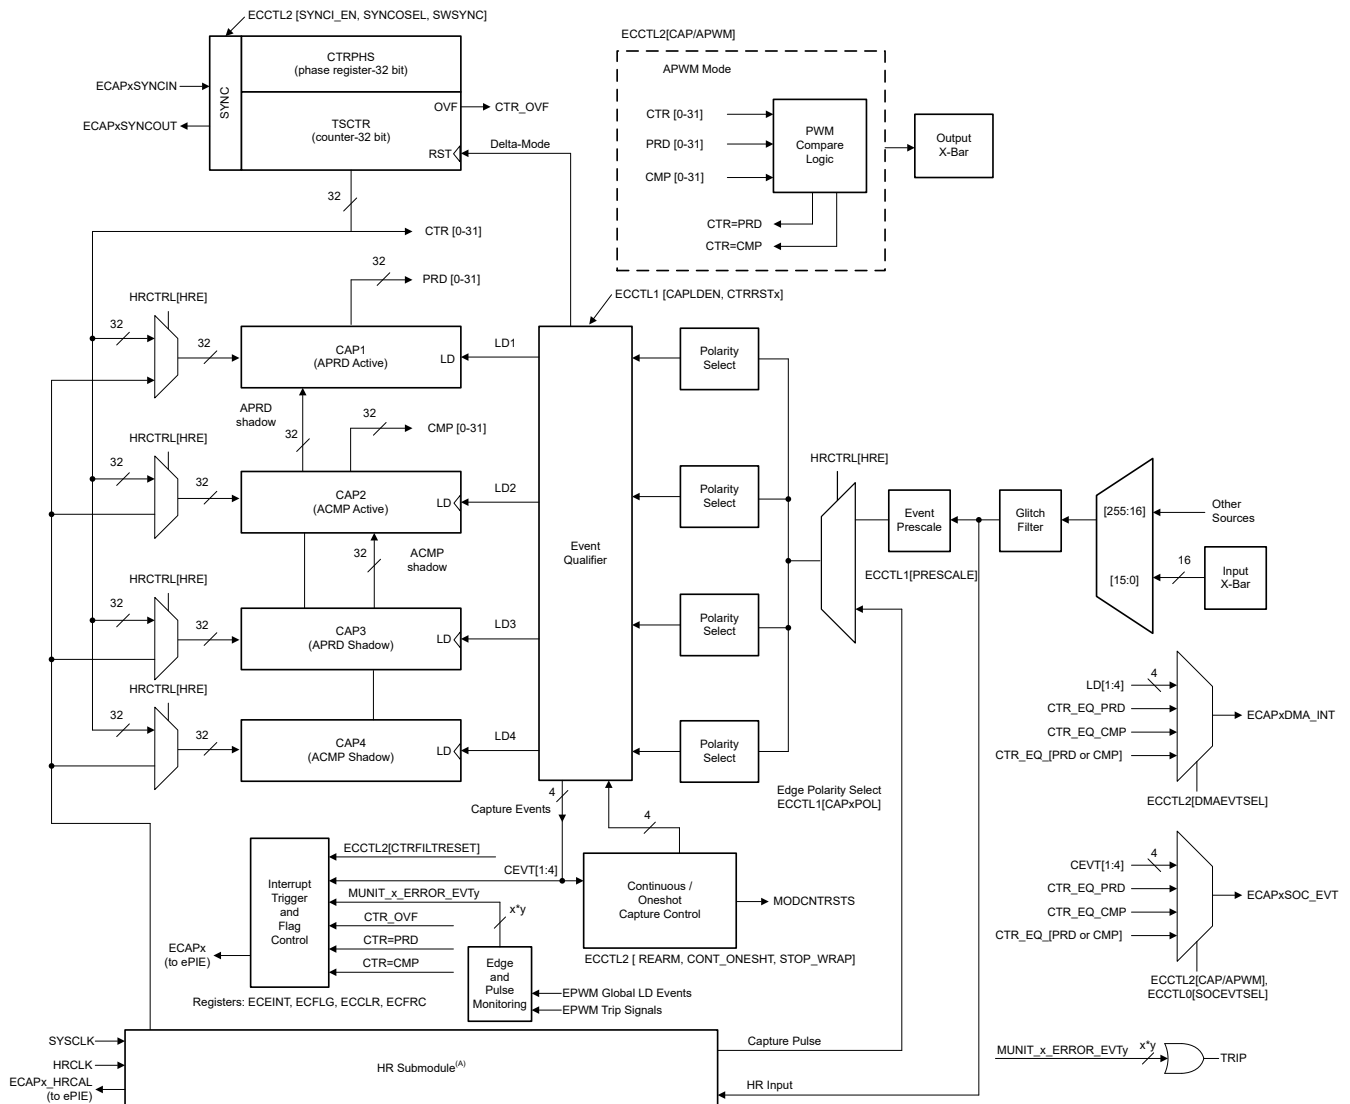 ECCTL2 [SYNCI_EN, SYNCOSEL, SWSYNC]
SYNC
CTRPHS
(phase register-32 bit)
ECAPxSYNCIN
ECAPxSYNCOUT
TSCTR
(counter-32 bit)
OVF
CTR_OVF
RST
Delta-Mode
32
CTR [0-31]
32
PRD [0-31]
ECCTL2[CAP/APWM]
APWM Mode
CTR [0-31]
PRD [0-31]
CMP [0-31]
PWM
Compare
Logic
CTR=PRD
CTR=CMP
Output
X-Bar
ECCTL1 [CAPLDEN, CTRRSTx]
HRCTRL[HRE]
32
32
CAP1
(APRD Active)
LD
LD1
Polarity
Select
APRD
shadow
32
32
CMP [0-31]
HRCTRL[HRE]
32
32
CAP2
(ACMP Active)
LD
LD2
Polarity
Select
32
ACMP
shadow
Event
Qualifier
HRCTRL[HRE]
32
32
CAP3
(APRD Shadow)
LD
LD3
Polarity
Select
HRCTRL[HRE]
32
32
CAP4
(ACMP Shadow)
LD
LD4
Polarity
Select
HRCTRL[HRE]
Event
Prescale
ECCTL1[PRESCALE]
Glitch
Filter
[255:16]
[15:0]
Other
Sources
16
Input
X-Bar
Edge Polarity Select
ECCTL1[CAPxPOL]
LD[1:4]
4
CTR_EQ_PRD
CTR_EQ_CMP
CTR_EQ_[PRD or CMP]
ECAPxDMA_INT
ECCTL2[DMAEVTSEL]
4
Capture Events
4
ECCTL2[CTRFILTRESET]
CEVT[1:4]
MUNIT_x_ERROR_EVTy
CTR_OVF
CTR=PRD
CTR=CMP
x*y
Interrupt
Trigger
and
Flag
Control
ECAPx
(to ePIE)
Registers: ECEINT, ECFLG, ECCLR, ECFRC
Continuous /
Oneshot
Capture Control
MODCNTRSTS
ECCTL2 [ REARM, CONT_ONESHT, STOP_WRAP]
Edge
and
Pulse
Monitoring
EPWM Global LD Events
EPWM Trip Signals
CEVT[1:4]
4
CTR_EQ_PRD
CTR_EQ_CMP
CTR_EQ_[PRD or CMP]
ECAPxSOC_EVT
ECCTL2[CAP/APWM],
ECCTL0[SOCEVTSEL]
SYSCLK
HRCLK
ECAPx_HRCAL
(to ePIE)
HR Submodule(A)
Capture Pulse
HR Input
MUNIT_x_ERROR_EVTy
x*y
TRIP